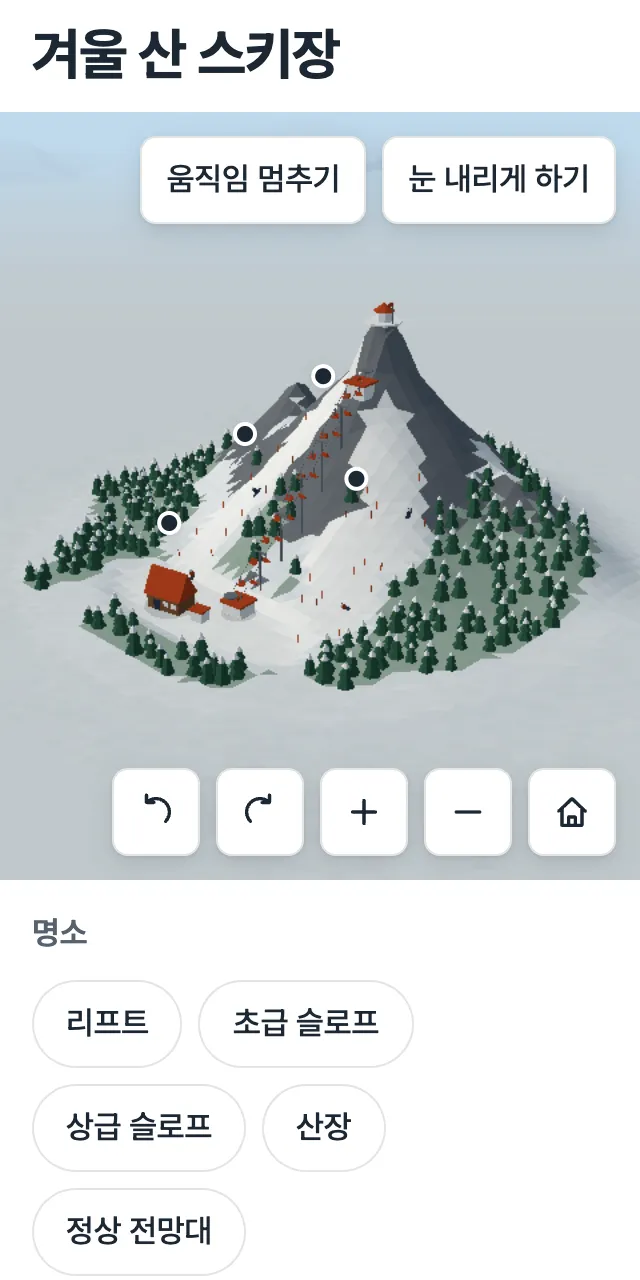 겨울 산 스키장
움직임 멈추기
눈 내리게 하기
명소
리프트
초급 슬로프
상급 슬로프
산장
정상 전망대